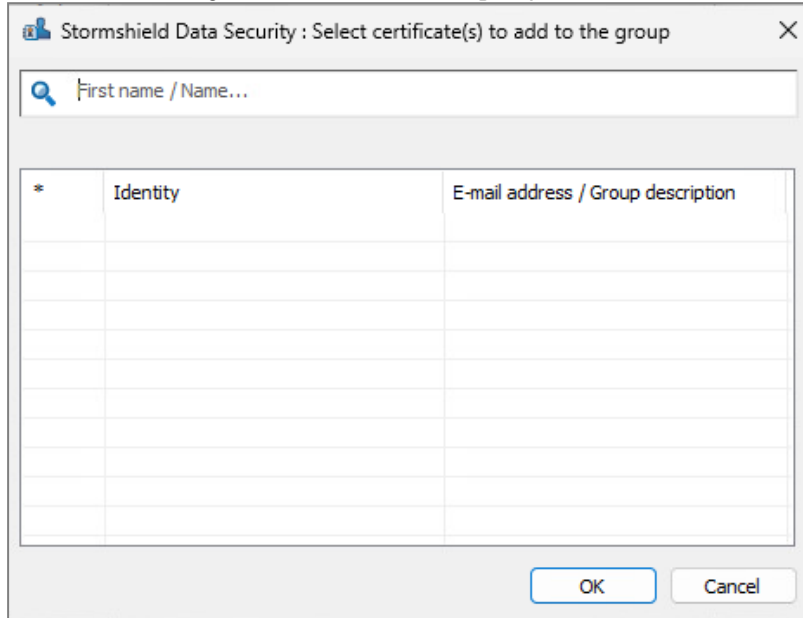 Stormshield Data Security : Select certificate(s) to add to the group
First name / Name...
* Identity E-mail address / Group description
OK Cancel